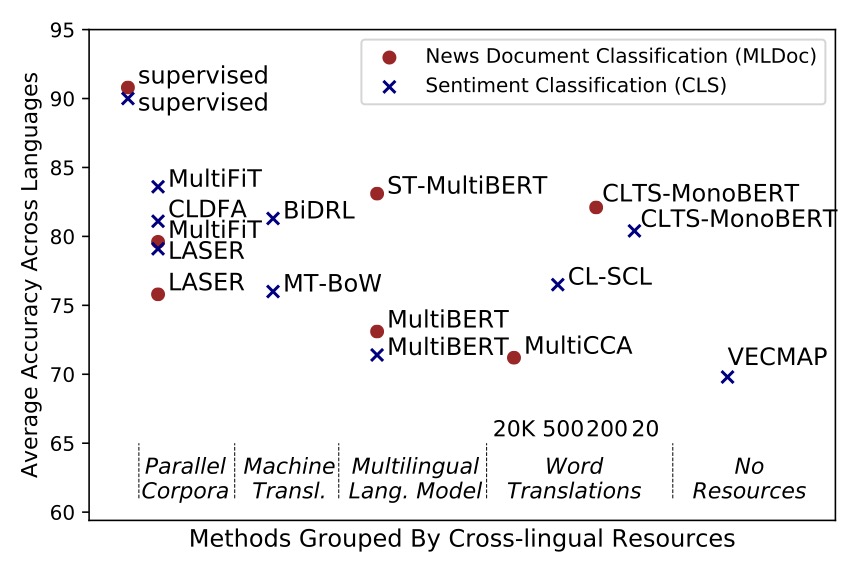 95
90
85
80
75
70
65
60
Average Accuracy Across Languages
News Document Classification (MLDoc)
Sentiment Classification (CLS)
supervised
supervised
MultiFiT
CLDFA
MultiFiT
LASER
LASER
BiDRL
MT-BoW
ST-MultiBERT
MultiBERT
MultiBERT
MultiCCA
CL-SCL
CLTS-MonoBERT
CLTS-MonoBERT
VECMAP
20K 500 200 20
Parallel
Corpora
Machine
Transl.
Multilingual
Lang. Model
Word
Translations
No
Resources
Methods Grouped By Cross-lingual Resources